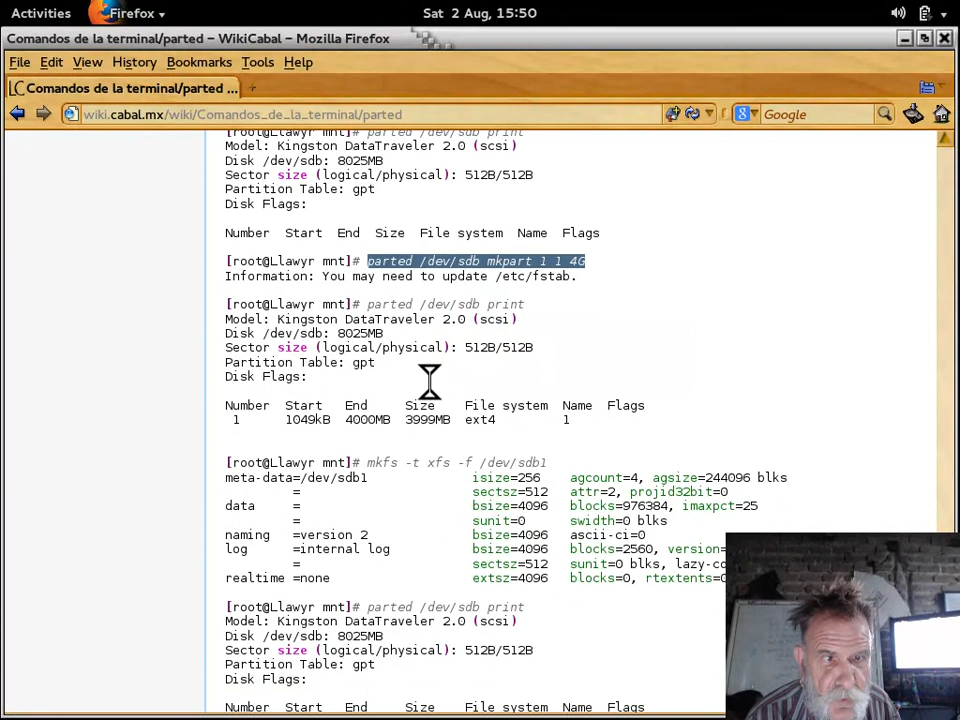 Activities Firefox Sat 2 Aug, 15:50
Comandos de la terminal/parted – WikiCabal – Mozilla Firefox
File Edit View History Bookmarks Tools Help
Comandos de la terminal/parted ...
wiki.cabal.mx/wiki/Comandos_de_la_terminal/parted Google
[root@Llawyr mnt]# parted /dev/sdb print
Model: Kingston DataTraveler 2.0 (scsi)
Disk /dev/sdb: 8025MB
Sector size (logical/physical): 512B/512B
Partition Table: gpt
Disk Flags:
Number Start End Size File system Name Flags
[root@Llawyr mnt]# parted /dev/sdb mkpart 1 1 4G
Information: You may need to update /etc/fstab.
[root@Llawyr mnt]# parted /dev/sdb print
Model: Kingston DataTraveler 2.0 (scsi)
Disk /dev/sdb: 8025MB
Sector size (logical/physical): 512B/512B
Partition Table: gpt
Disk Flags:
Number Start End Size File system Name Flags
1 1049kB 4000MB 3999MB ext4 1
[root@Llawyr mnt]# mkfs -t xfs -f /dev/sdb1
meta-data=/dev/sdb1 isize=256 agcount=4, agsize=244096 blks
= sectsz=512 attr=2, projid32bit=0
data = bsize=4096 blocks=976384, imaxpct=25
= sunit=0 swidth=0 blks
naming =version 2 bsize=4096 ascii-ci=0
log =internal log bsize=4096 blocks=2560, version=
= sectsz=512 sunit=0 blks, lazy-co
realtime =none extsz=4096 blocks=0, rtextents=0
[root@Llawyr mnt]# parted /dev/sdb print
Model: Kingston DataTraveler 2.0 (scsi)
Disk /dev/sdb: 8025MB
Sector size (logical/physical): 512B/512B
Partition Table: gpt
Disk Flags:
Number Start End Size File system Name Flags